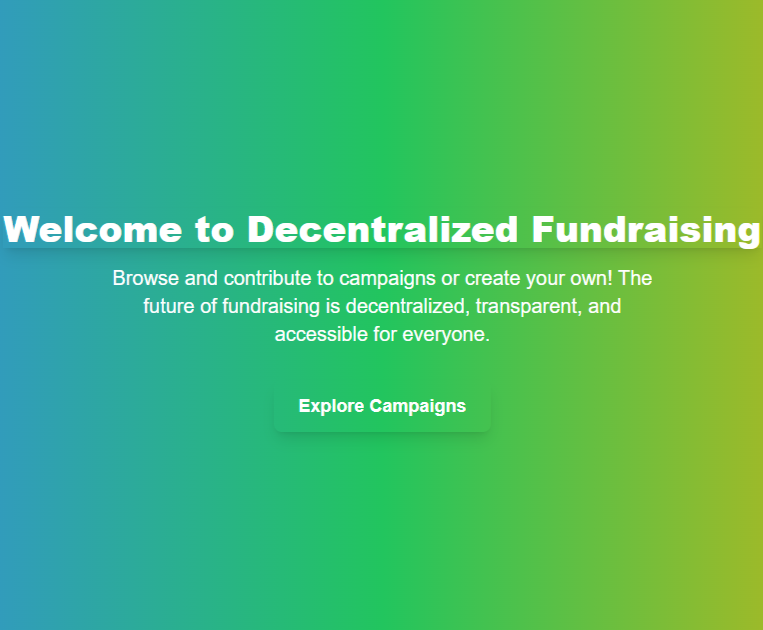 Welcome to Decentralized Fundraising
Browse and contribute to campaigns or create your own! The
future of fundraising is decentralized, transparent, and
accessible for everyone.
Explore Campaigns